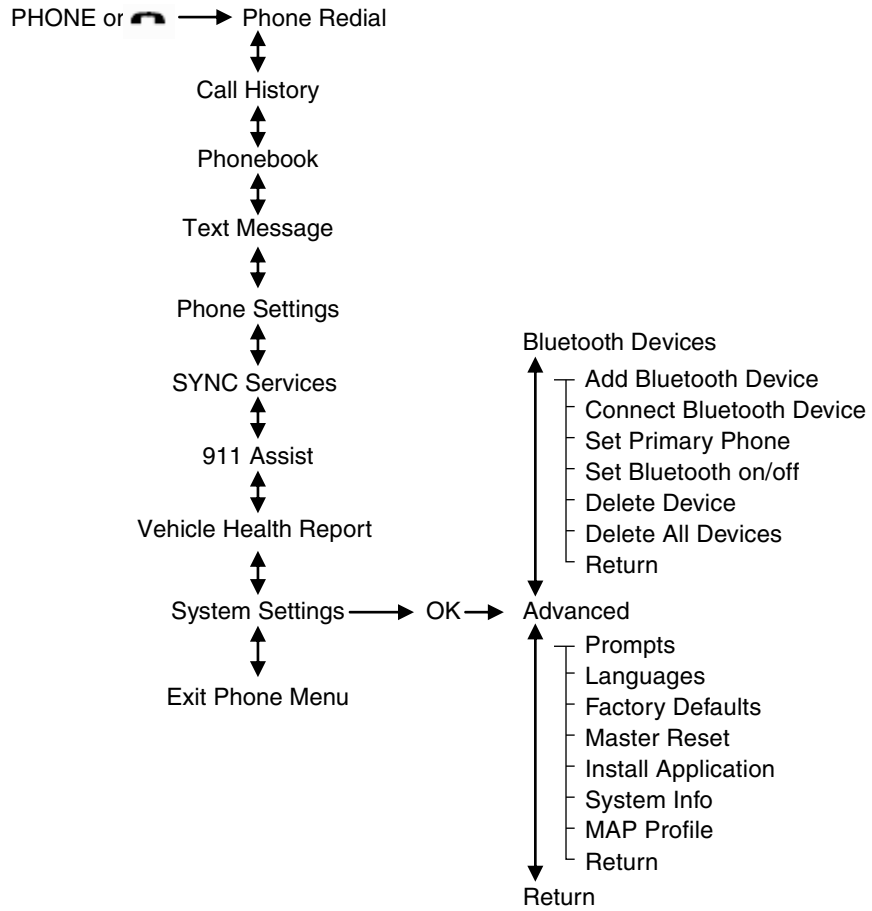 PHONE or
Phone Redial
Call History
Phonebook
Text Message
Phone Settings
SYNC Services
911 Assist
Vehicle Health Report
System Settings
OK
Exit Phone Menu
Bluetooth Devices
Add Bluetooth Device
Connect Bluetooth Device
Set Primary Phone
Set Bluetooth on/off
Delete Device
Delete All Devices
Return
Advanced
Prompts
Languages
Factory Defaults
Master Reset
Install Application
System Info
MAP Profile
Return
Return